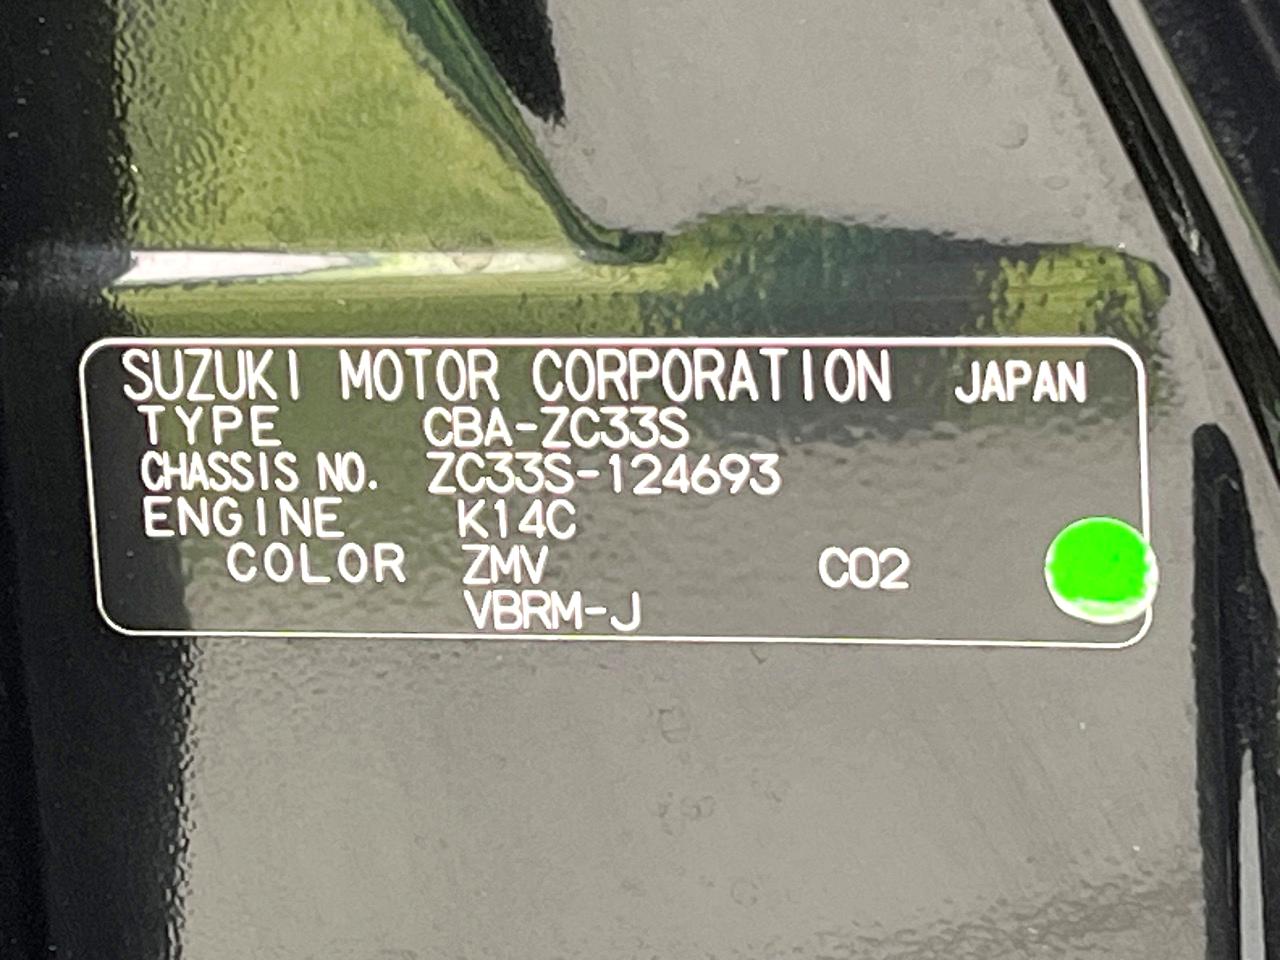 SUZUKI MOTOR CORPORATION JAPAN
TYPE CBA-ZC33S
CHASSIS NO. ZC33S-124693
ENGINE K14C
COLOR ZMV C02
VBRM-J